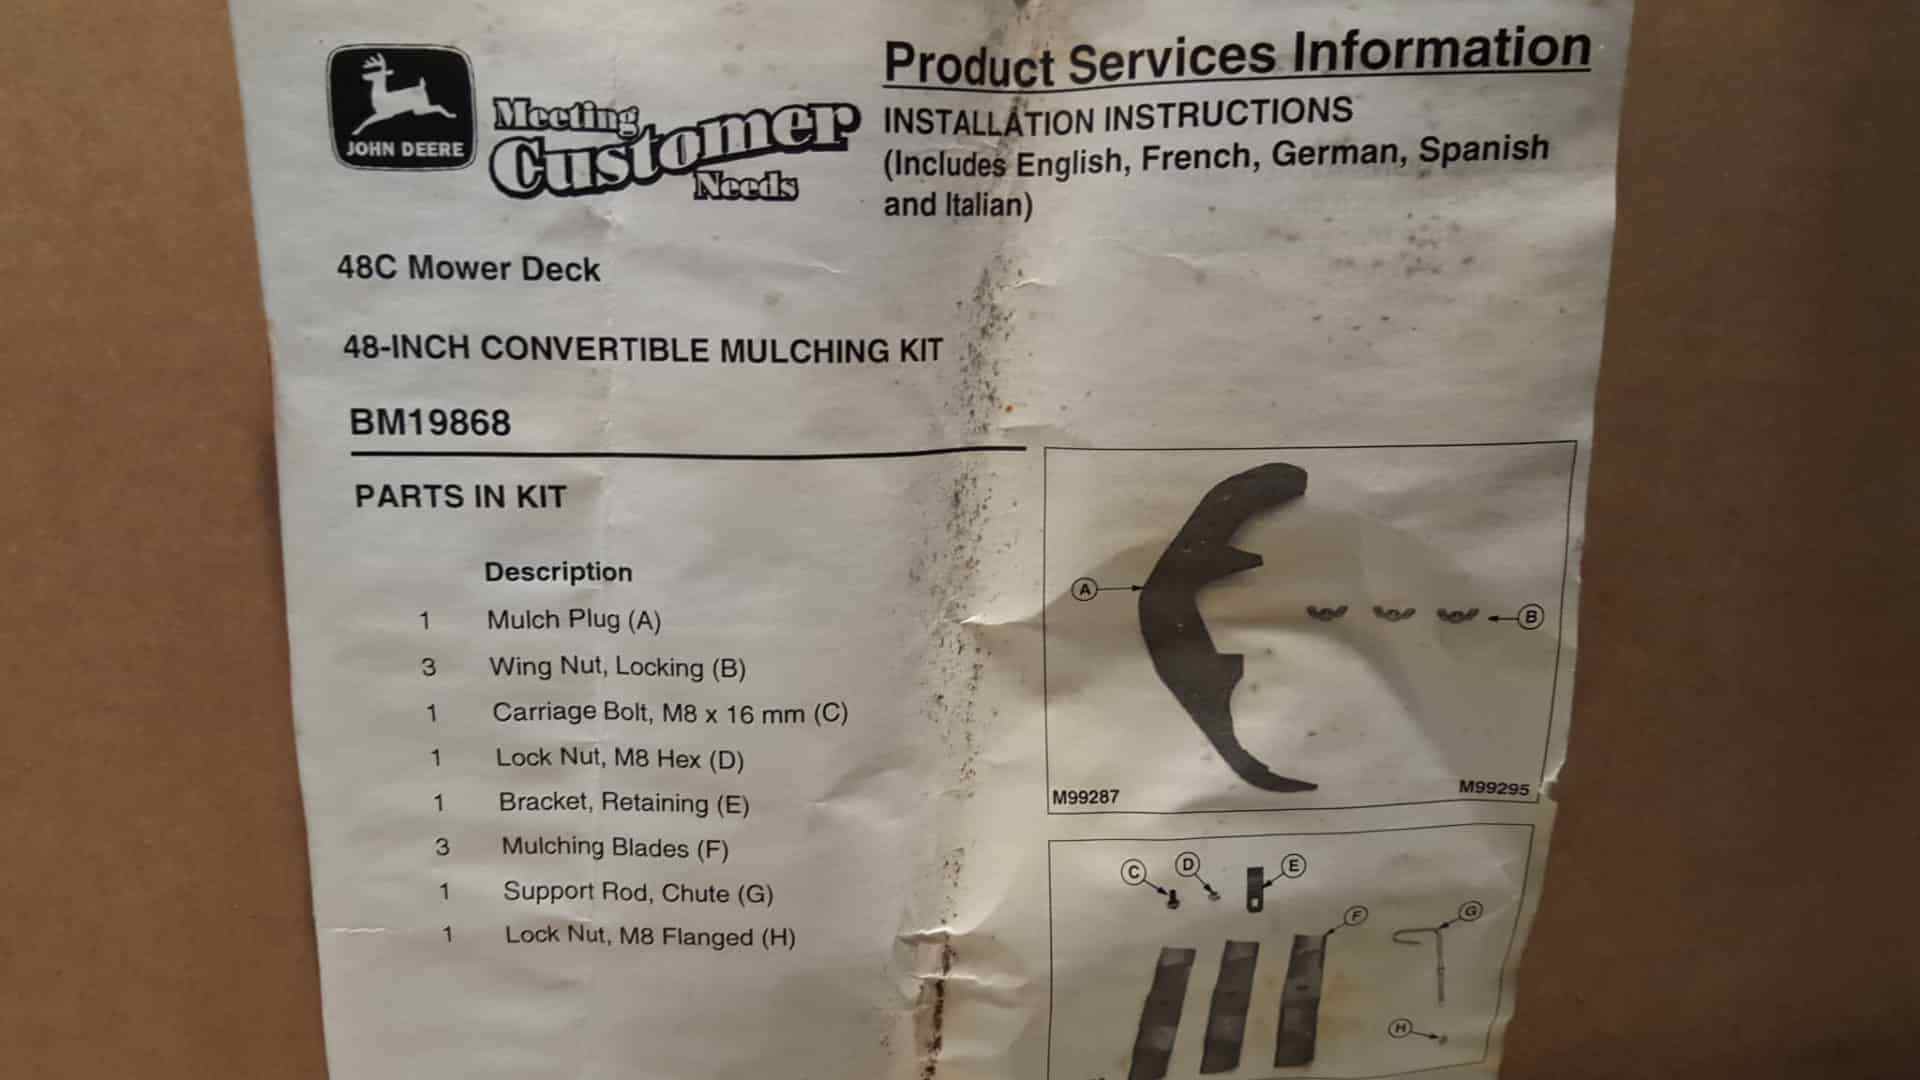 JOHN DEERE
Meeting
Customer
Needs
Product Services Information
INSTALLATION INSTRUCTIONS
(Includes English, French, German, Spanish
and Italian)
48C Mower Deck
48-INCH CONVERTIBLE MULCHING KIT
BM19868
PARTS IN KIT
Description
1 Mulch Plug (A)
3 Wing Nut, Locking (B)
1 Carriage Bolt, M8 x 16 mm (C)
1 Lock Nut, M8 Hex (D)
1 Bracket, Retaining (E)
3 Mulching Blades (F)
1 Support Rod, Chute (G)
1 Lock Nut, M8 Flanged (H)
A
B
M99287
M99295
C
D
E
F
G
H